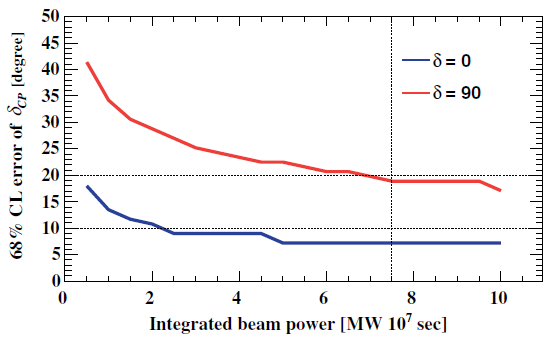 50
45
40
35
30
25
20
15
10
5
0
68% CL error of δCP [degree]
δ = 0
δ = 90
0 2 4 6 8 10
Integrated beam power [MW 10⁷ sec]